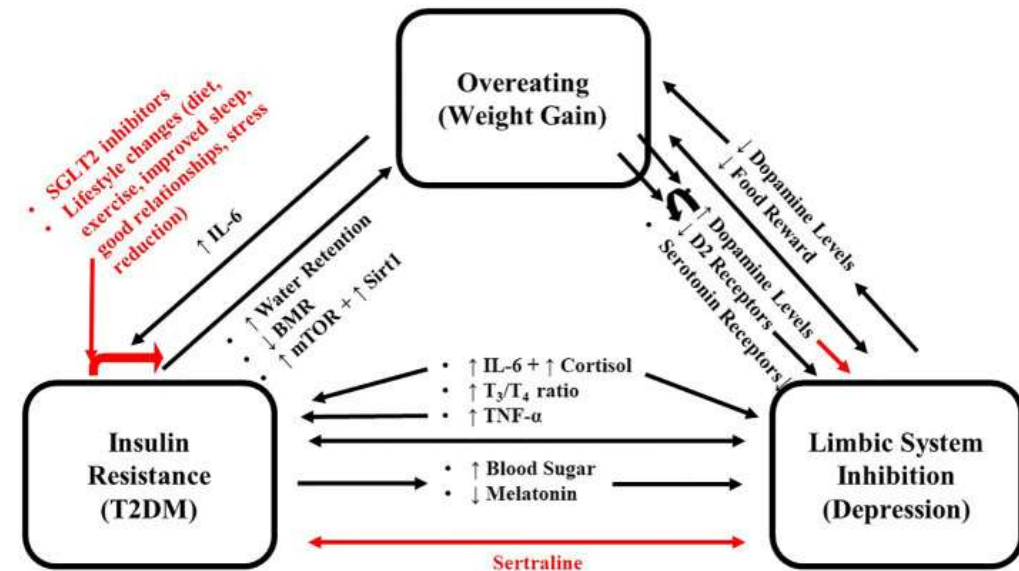 Overeating
(Weight Gain)
• SGLT2 inhibitors
• Lifestyle changes (diet,
exercise, improved sleep,
good relationships, stress
reduction)
↑ IL-6
• ↑ Water Retention
• ↓ BMR
• ↑ mTOR + ↑ Sirt1
↓ Dopamine Levels
↓ Food Reward
↑ Dopamine Levels
↓ D2 Receptors
• Serotonin Receptors↓
• ↑ IL-6 + ↑ Cortisol
• ↑ T₃/T₄ ratio
• ↑ TNF-α
• ↑ Blood Sugar
• ↓ Melatonin
Insulin
Resistance
(T2DM)
Limbic System
Inhibition
(Depression)
Sertraline